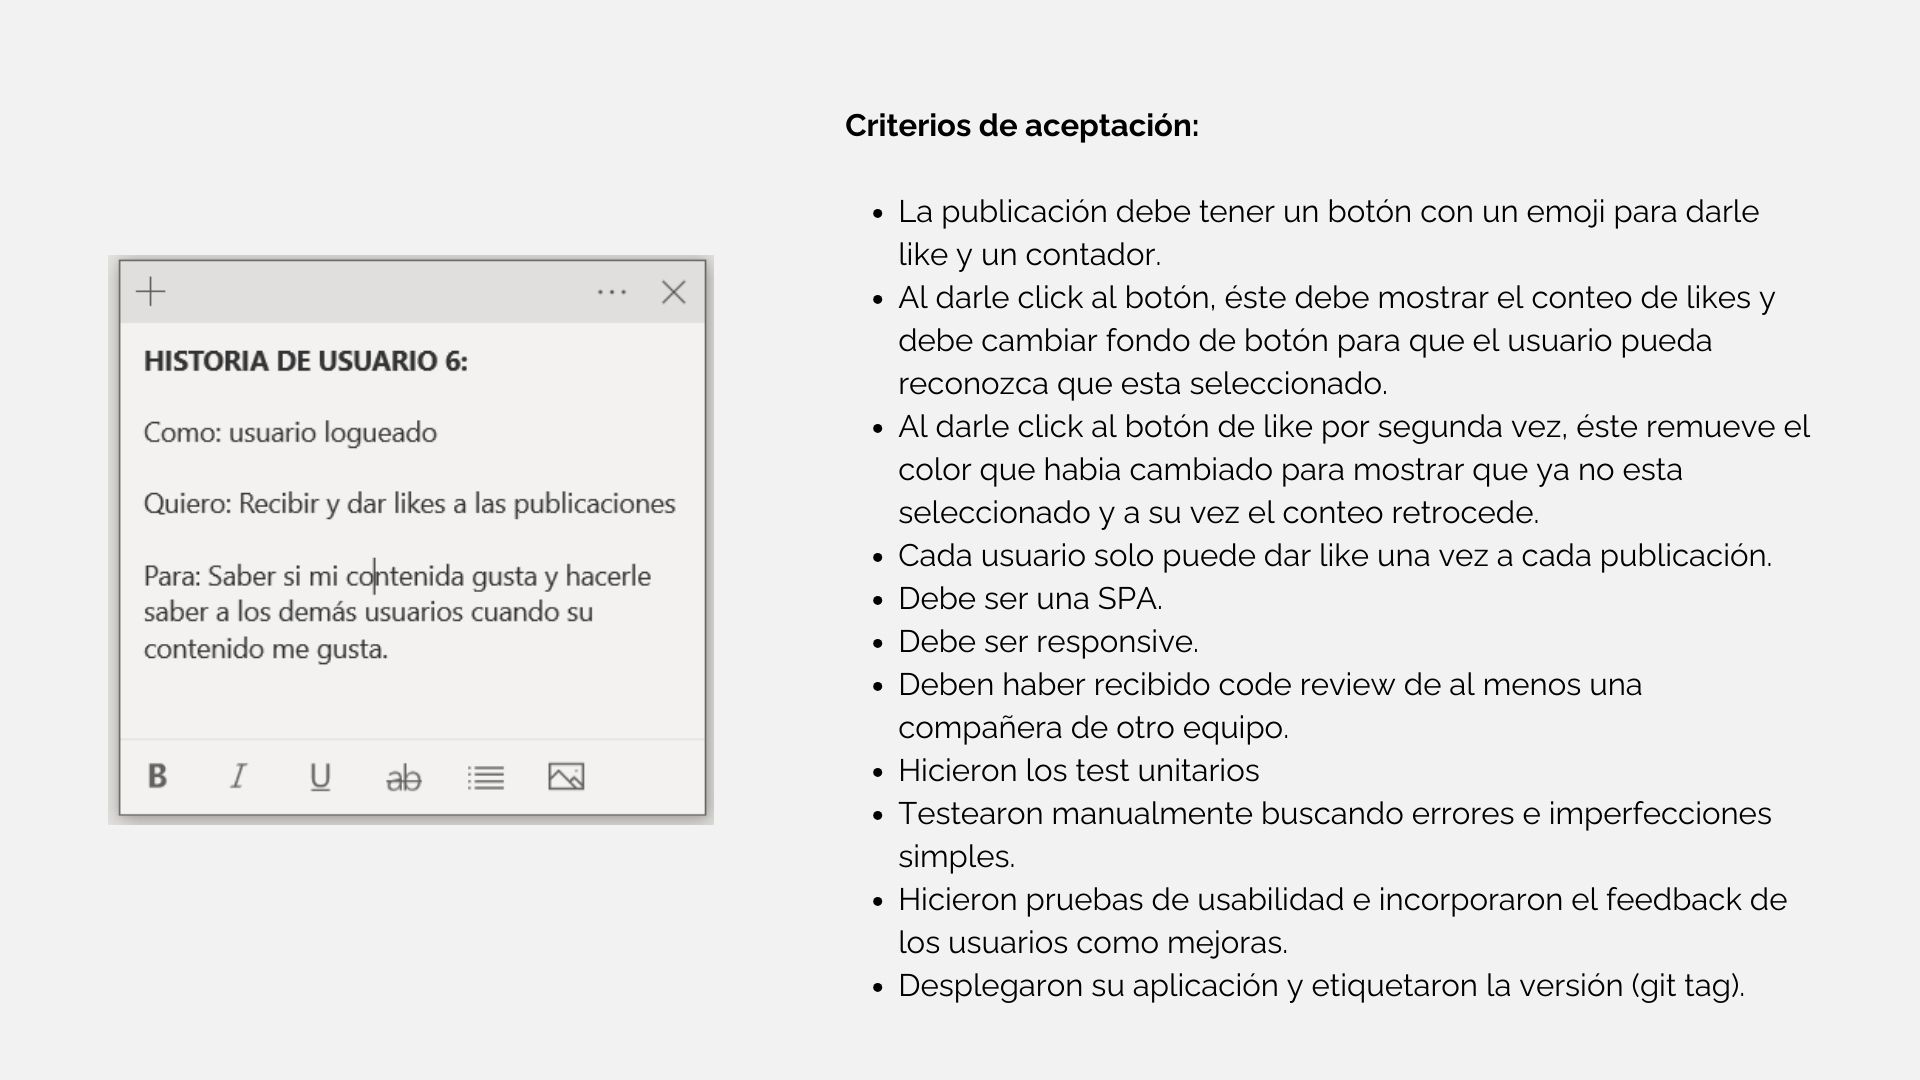 HISTORIA DE USUARIO 6:
Como: usuario logueado
Quiero: Recibir y dar likes a las publicaciones
Para: Saber si mi contenida gusta y hacerle
saber a los demás usuarios cuando su
contenido me gusta.
B I U ab
Criterios de aceptación:
• La publicación debe tener un botón con un emoji para darle
like y un contador.
• Al darle click al botón, éste debe mostrar el conteo de likes y
debe cambiar fondo de botón para que el usuario pueda
reconozca que esta seleccionado.
• Al darle click al botón de like por segunda vez, éste remueve el
color que habia cambiado para mostrar que ya no esta
seleccionado y a su vez el conteo retrocede.
• Cada usuario solo puede dar like una vez a cada publicación.
• Debe ser una SPA.
• Debe ser responsive.
• Deben haber recibido code review de al menos una
compañera de otro equipo.
• Hicieron los test unitarios
• Testearon manualmente buscando errores e imperfecciones
simples.
• Hicieron pruebas de usabilidad e incorporaron el feedback de
los usuarios como mejoras.
• Desplegaron su aplicación y etiquetaron la versión (git tag).